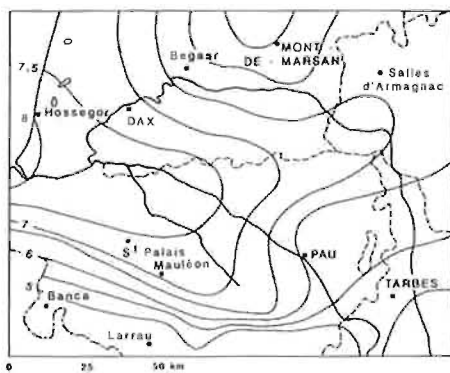 MONT
Begaar
DE - MARSAN
7,5
Salles
d'Armagnac
8
Hossegor
DAX
7
St Palais
6
PAU
Mauléon
5
TARBES
Banca
Larrau
0 25 50 km